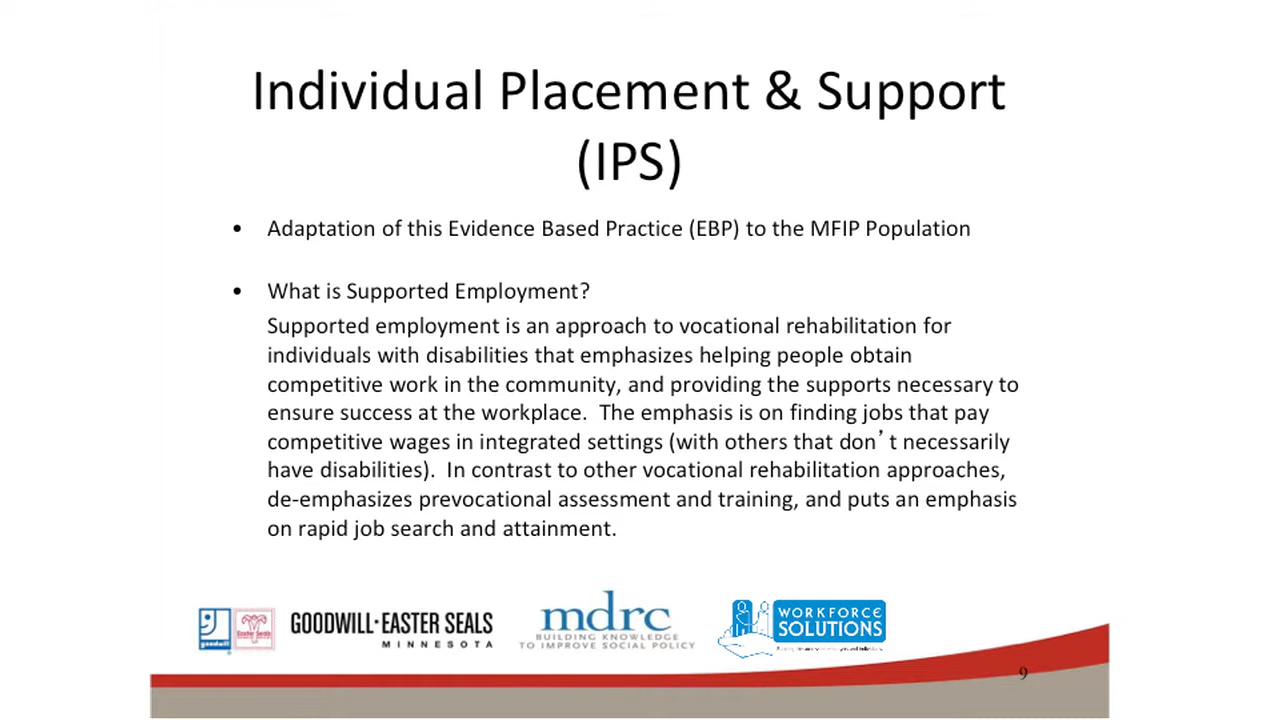 Individual Placement & Support
(IPS)
• Adaptation of this Evidence Based Practice (EBP) to the MFIP Population
• What is Supported Employment?
Supported employment is an approach to vocational rehabilitation for
individuals with disabilities that emphasizes helping people obtain
competitive work in the community, and providing the supports necessary to
ensure success at the workplace.  The emphasis is on finding jobs that pay
competitive wages in integrated settings (with others that don’t necessarily
have disabilities).  In contrast to other vocational rehabilitation approaches,
de-emphasizes prevocational assessment and training, and puts an emphasis
on rapid job search and attainment.
goodwill
Easter Seals
GOODWILL·EASTER SEALS
MINNESOTA
mdrc
BUILDING KNOWLEDGE
TO IMPROVE SOCIAL POLICY
WORKFORCE
SOLUTIONS
9